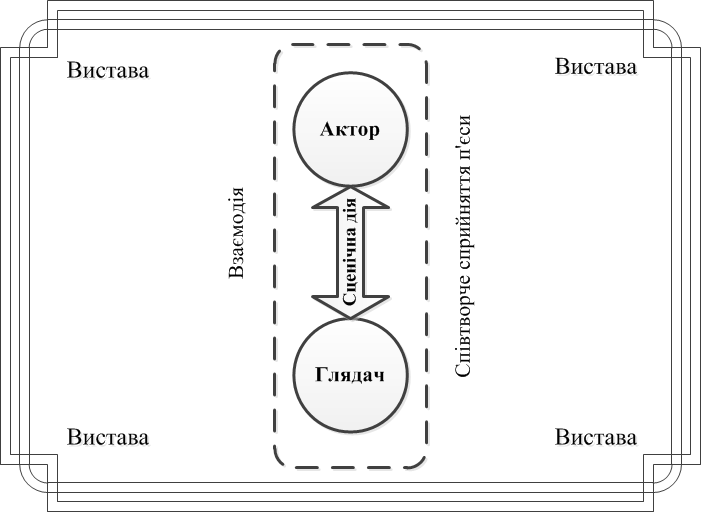 Вистава
Вистава
Актор
Взаємодія
Сценічна дія
Співтворче сприйняття п'єси
Глядач
Вистава
Вистава